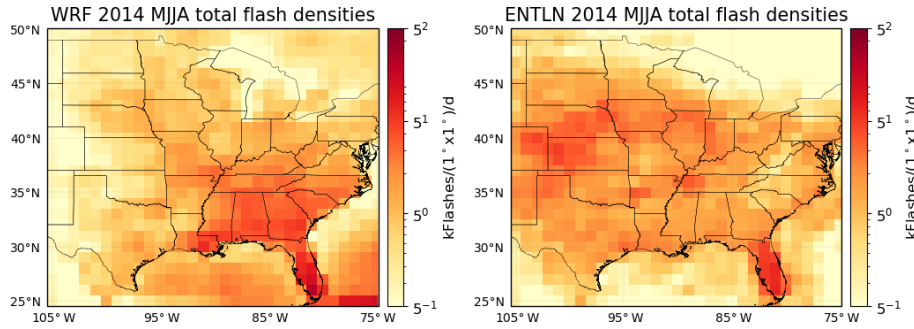 WRF 2014 MJJA total flash densities
50°N
45°N
40°N
35°N
30°N
25°N
105°W
95°W
85°W
75°W
5²
5¹
5⁰
5⁻¹
kFlashes/(1°x1°)/d
ENTLN 2014 MJJA total flash densities
50°N
45°N
40°N
35°N
30°N
25°N
105°W
95°W
85°W
75°W
5²
5¹
5⁰
5⁻¹
kFlashes/(1°x1°)/d